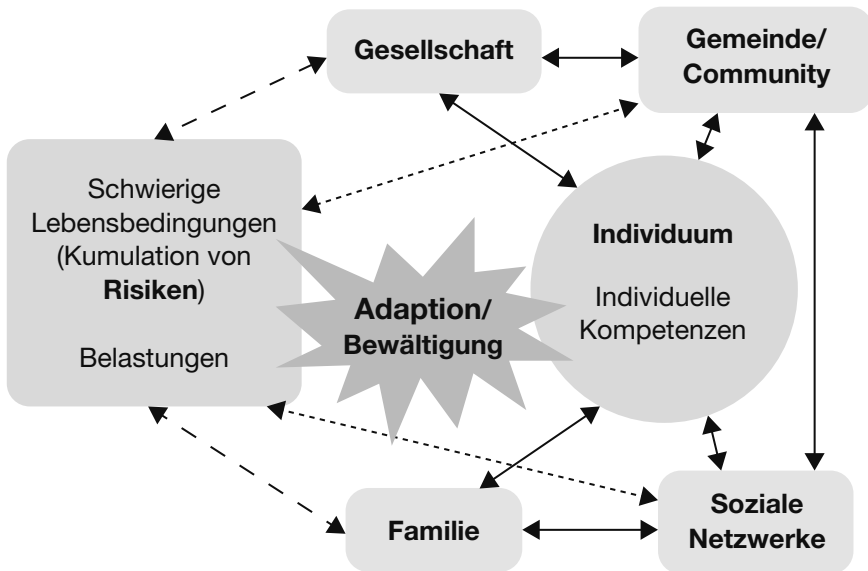 Gesellschaft
Gemeinde/
Community
Schwierige
Lebensbedingungen
(Kumulation von
Risiken)
Belastungen
Adaption/
Bewältigung
Individuum
Individuelle
Kompetenzen
Familie
Soziale
Netzwerke